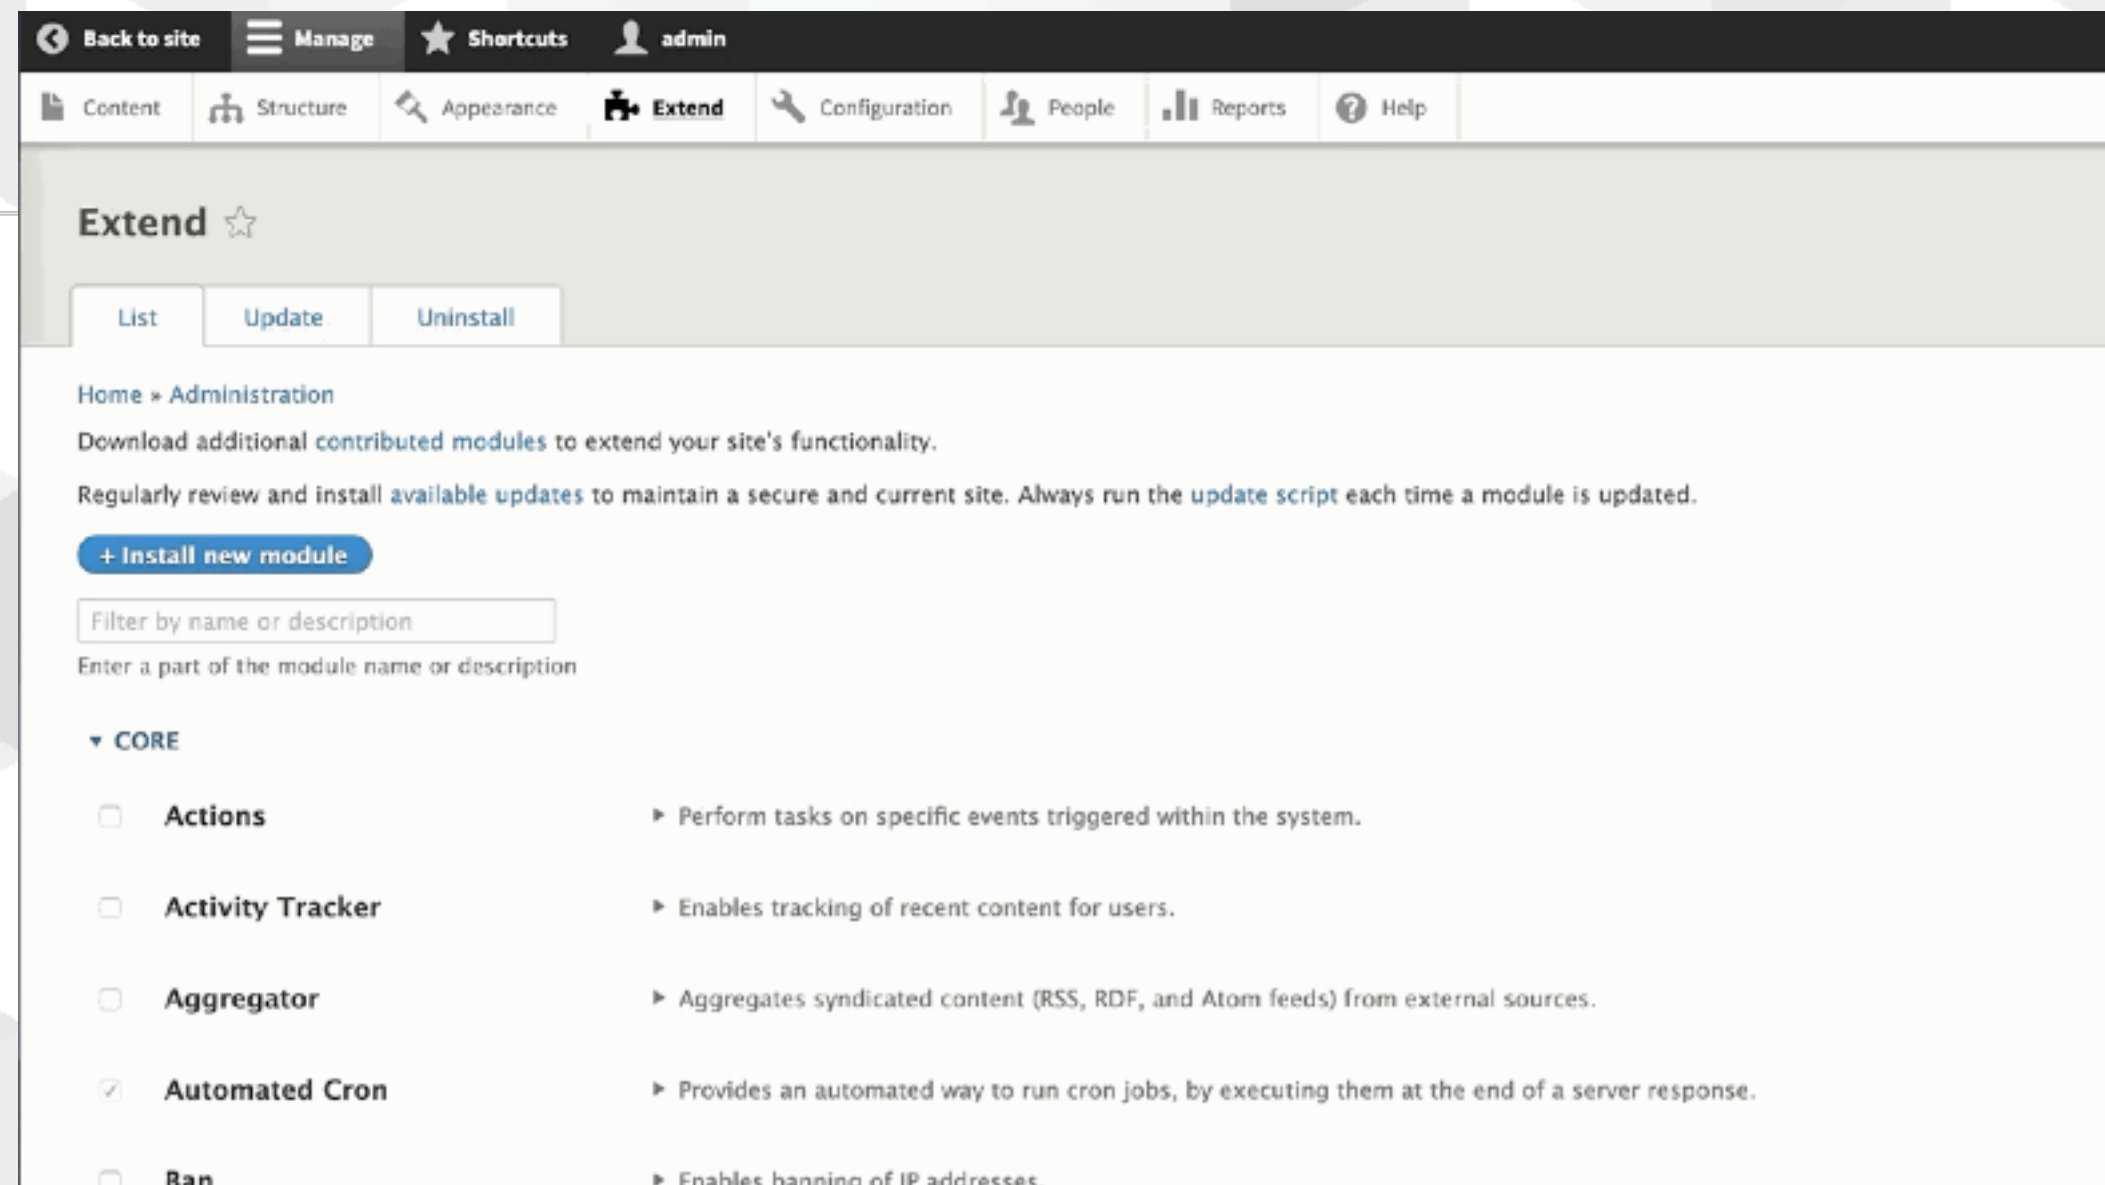 Back to site Manage Shortcuts admin
Content Structure Appearance Extend Configuration People Reports Help
Extend
List Update Uninstall
Home » Administration
Download additional contributed modules to extend your site's functionality.
Regularly review and install available updates to maintain a secure and current site. Always run the update script each time a module is updated.
+ Install new module
Filter by name or description
Enter a part of the module name or description
CORE
Actions Perform tasks on specific events triggered within the system.
Activity Tracker Enables tracking of recent content for users.
Aggregator Aggregates syndicated content (RSS, RDF, and Atom feeds) from external sources.
Automated Cron Provides an automated way to run cron jobs, by executing them at the end of a server response.
Ban Enables banning of IP addresses.